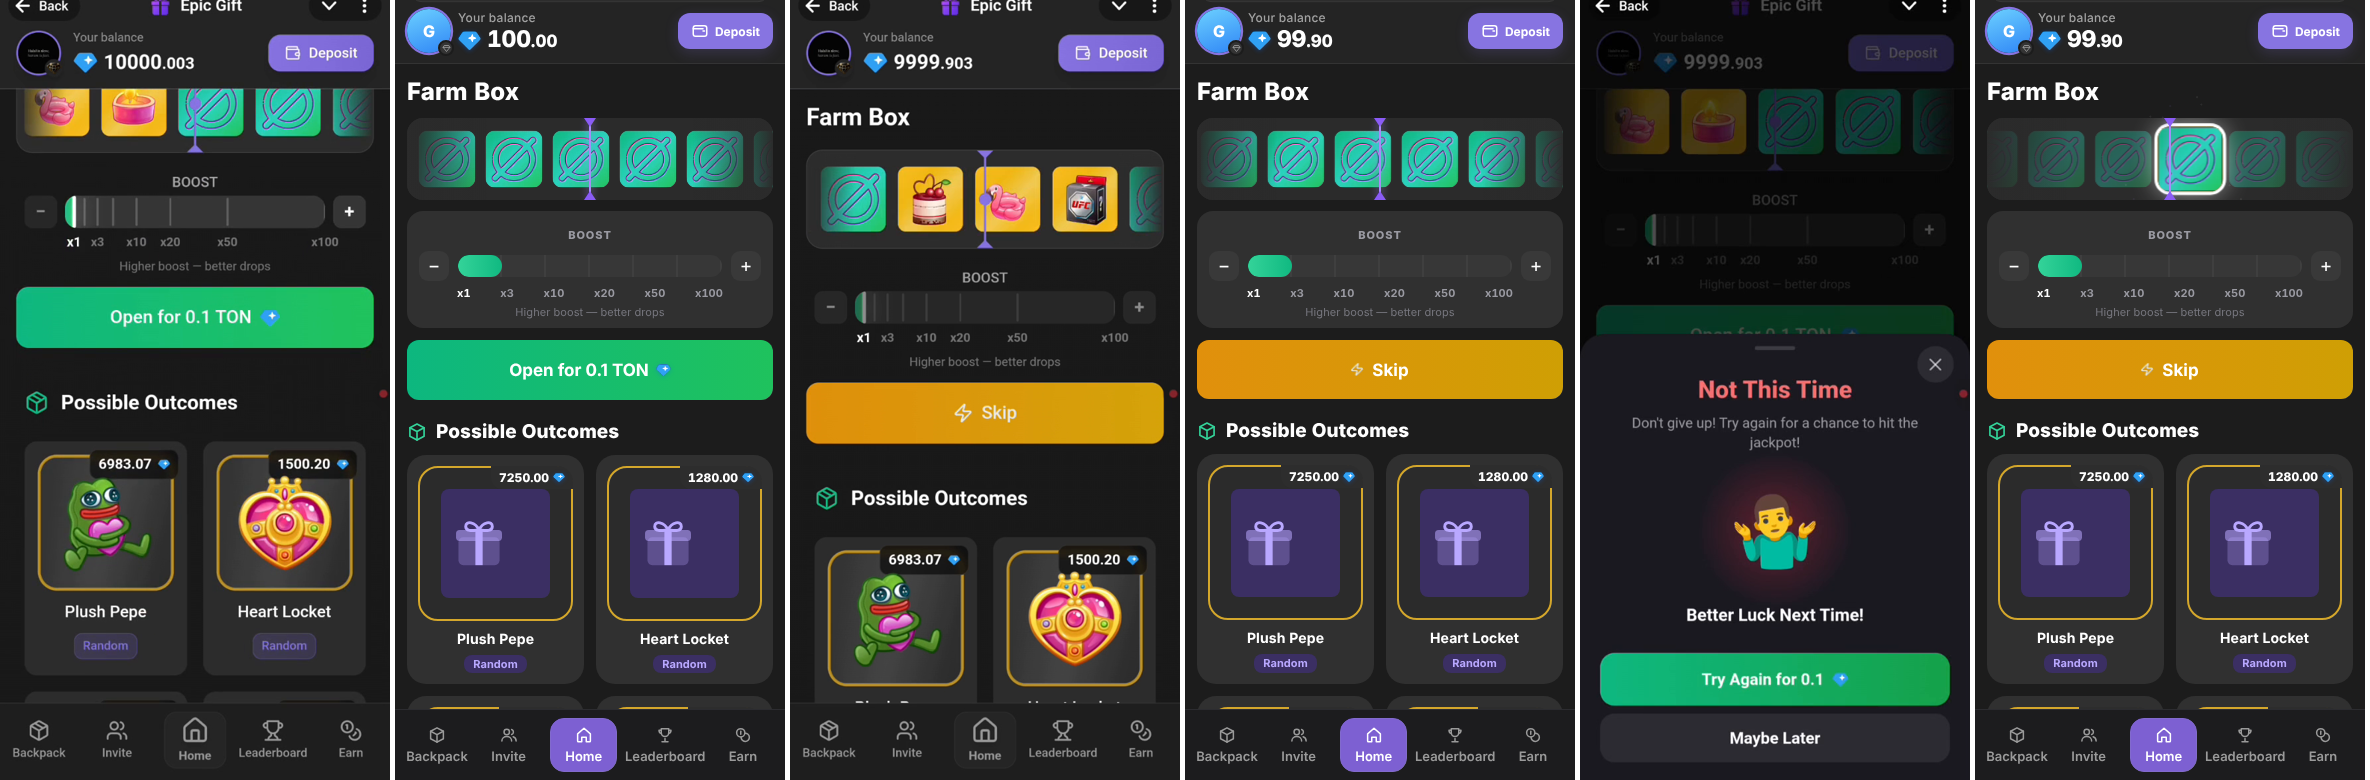 Back
Epic Gift
Your balance
10000.003
Deposit
BOOST
x1 x3 x10 x20 x50 x100
Higher boost — better drops
Open for 0.1 TON
Possible Outcomes
6983.07
1500.20
Plush Pepe
Heart Locket
Random
Random
Backpack
Invite
Home
Leaderboard
Earn
G
Your balance
100.00
Deposit
Farm Box
BOOST
x1 x3 x10 x20 x50 x100
Higher boost — better drops
Open for 0.1 TON
Possible Outcomes
7250.00
1280.00
Plush Pepe
Heart Locket
Random
Random
Backpack
Invite
Home
Leaderboard
Earn
Back
Epic Gift
Your balance
9999.903
Deposit
Farm Box
UFC
BOOST
x1 x3 x10 x20 x50 x100
Higher boost — better drops
Skip
Possible Outcomes
6983.07
1500.20
Backpack
Invite
Home
Leaderboard
Earn
G
Your balance
99.90
Deposit
Farm Box
BOOST
x1 x3 x10 x20 x50 x100
Higher boost — better drops
Skip
Possible Outcomes
7250.00
1280.00
Plush Pepe
Heart Locket
Random
Random
Backpack
Invite
Home
Leaderboard
Earn
Back
Epic Gift
Your balance
9999.903
Deposit
BOOST
x1 x3 x10 x20 x50 x100
Higher boost — better drops
Open for 0.1 TON
Not This Time
Don't give up! Try again for a chance to hit the
jackpot!
Better Luck Next Time!
Try Again for 0.1
Maybe Later
G
Your balance
99.90
Deposit
Farm Box
BOOST
x1 x3 x10 x20 x50 x100
Higher boost — better drops
Skip
Possible Outcomes
7250.00
1280.00
Plush Pepe
Heart Locket
Random
Random
Backpack
Invite
Home
Leaderboard
Earn